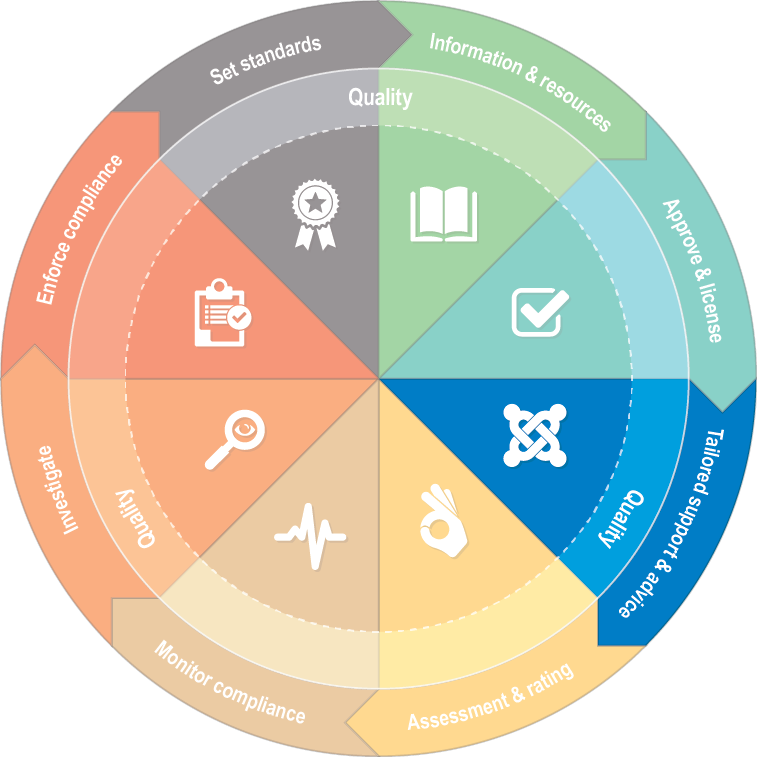 Set standards
Information & resources
Approve & license
Tailored support & advice
Assessment & rating
Monitor compliance
Investigate
Enforce compliance
Quality
Quality
Quality